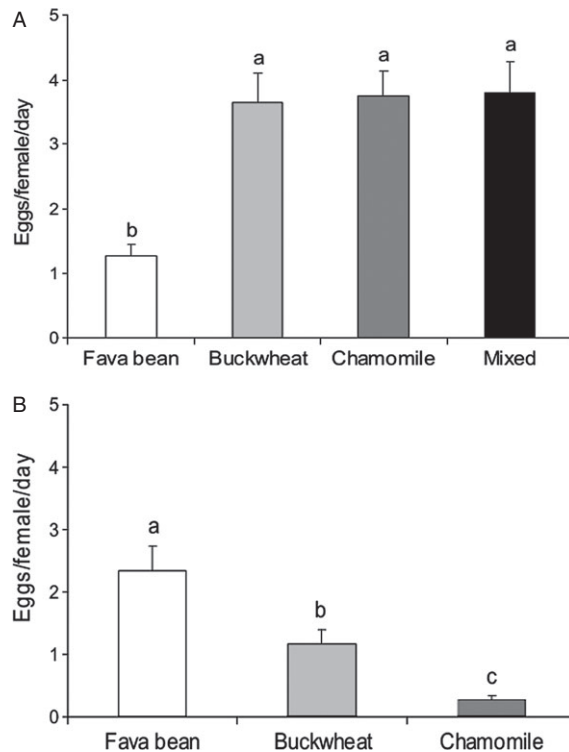 A
Eggs/female/day
5
4
3
2
1
0
b
a
a
a
Fava bean Buckwheat Chamomile Mixed
B
Eggs/female/day
5
4
3
2
1
0
a
b
c
Fava bean Buckwheat Chamomile